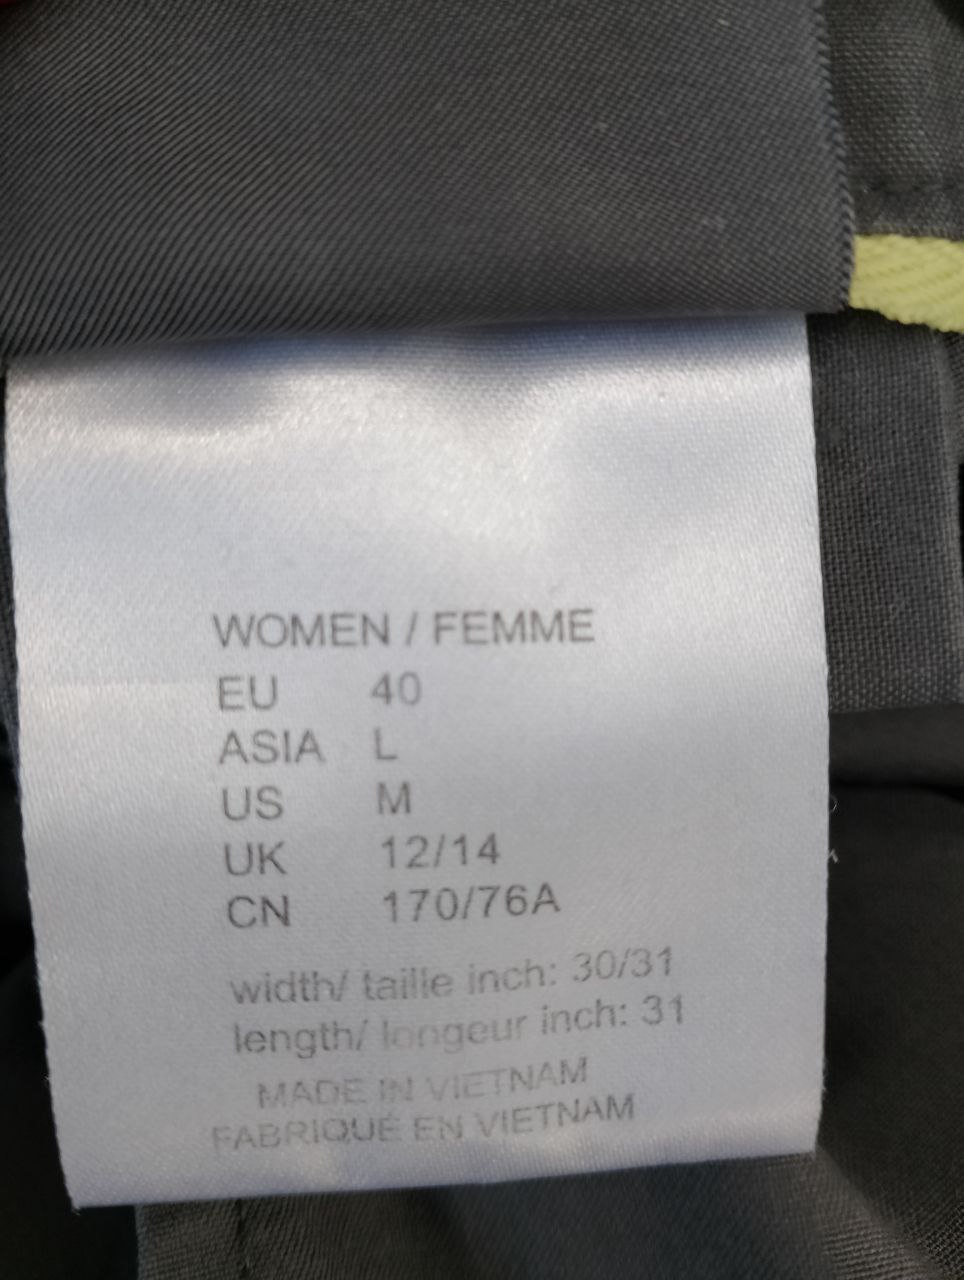 WOMEN / FEMME
EU 40
ASIA L
US M
UK 12/14
CN 170/76A
width/ taille inch: 30/31
length/ longeur inch: 31
MADE IN VIETNAM
FABRIQUÉ EN VIETNAM